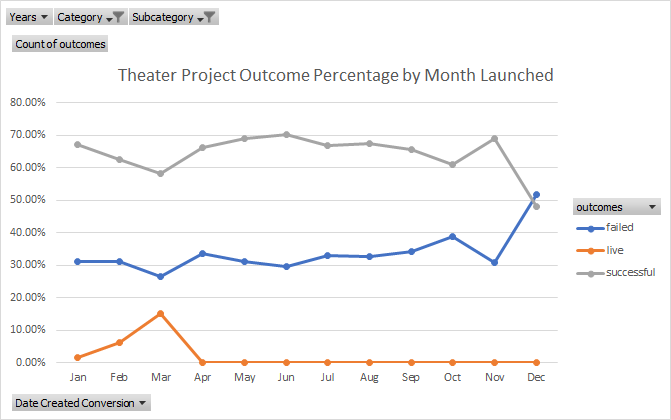 Years Category Subcategory
Count of outcomes
Theater Project Outcome Percentage by Month Launched
80.00%
70.00%
60.00%
50.00%
40.00%
30.00%
20.00%
10.00%
0.00%
Jan Feb Mar Apr May Jun Jul Aug Sep Oct Nov Dec
outcomes
failed
live
successful
Date Created Conversion